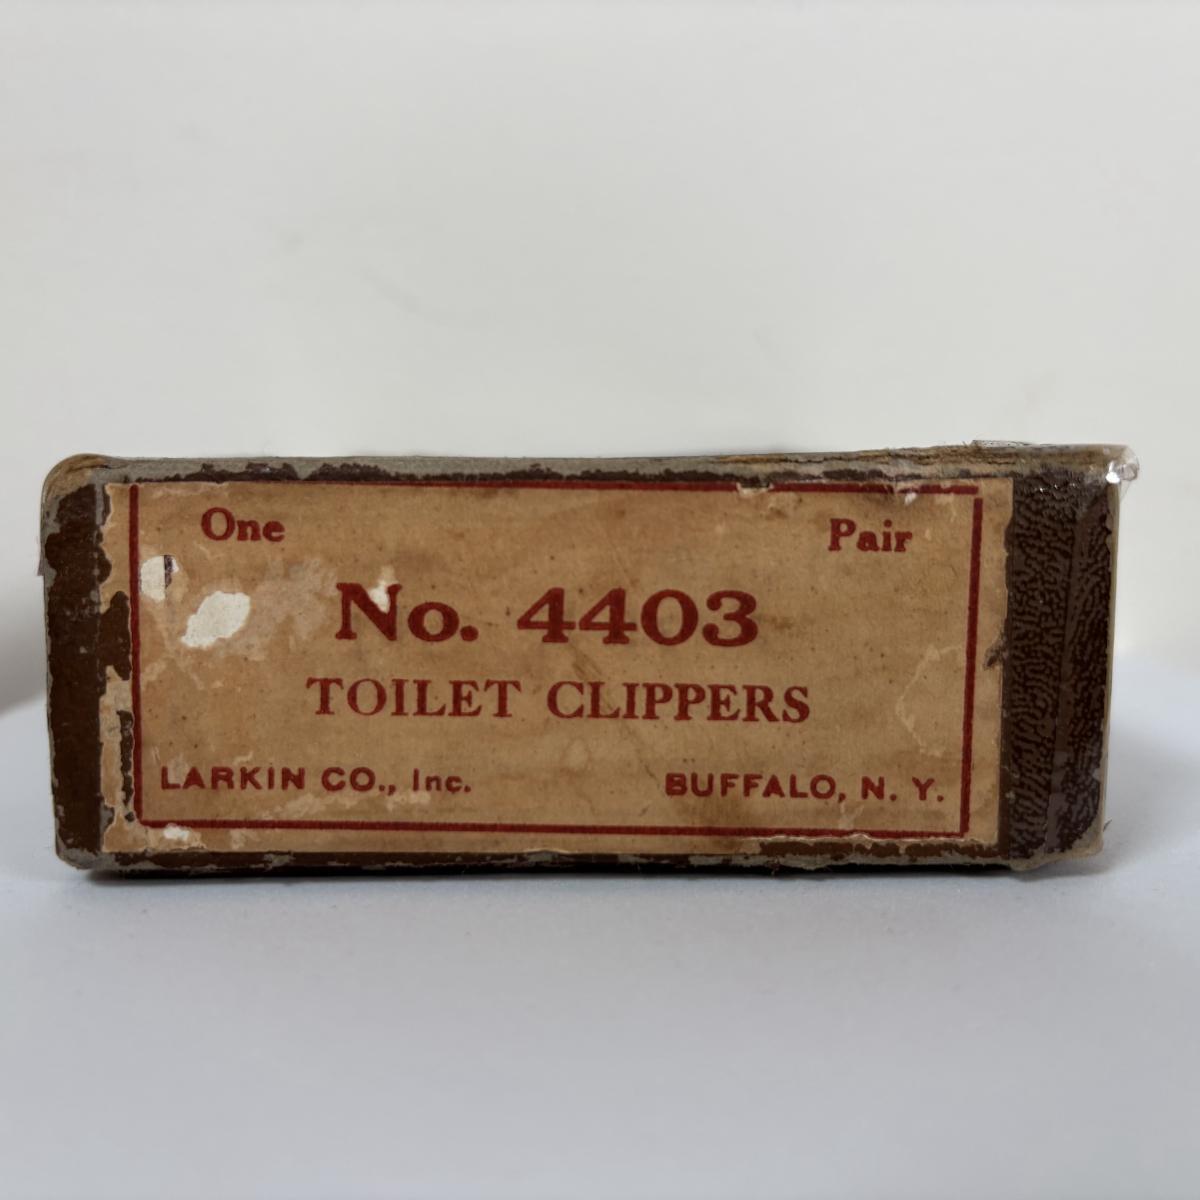 One Pair
No. 4403
TOILET CLIPPERS
LARKIN CO., Inc. BUFFALO, N. Y.